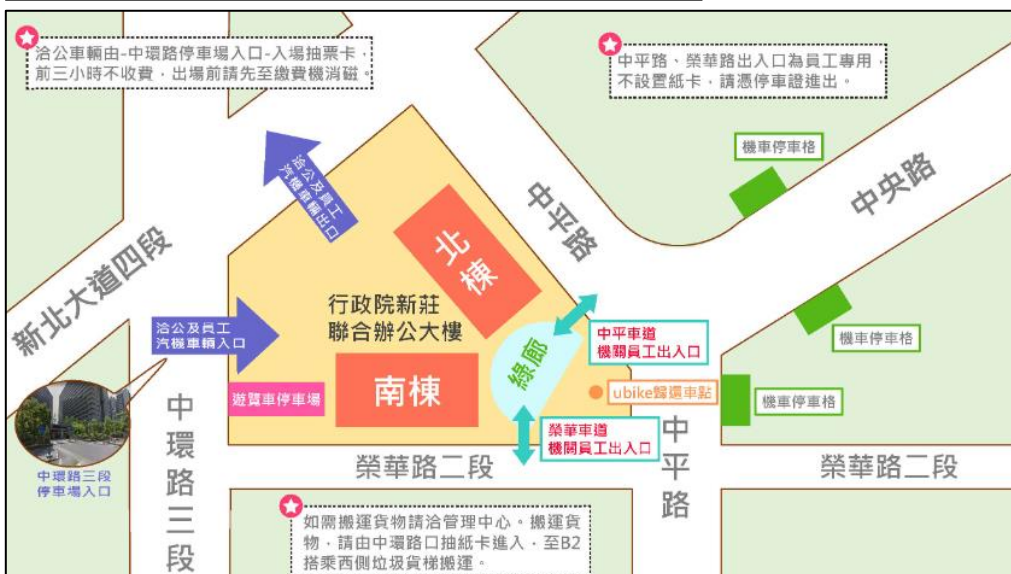 洽公車輛由-中環路停車場入口-入場抽票卡，
前三小時不收費，出場前請先至繳費機消磁。
中平路、榮華路出入口為員工專用，
不設置紙卡，請憑停車證進出。
機車停車格
中央路
洽公及員工
汽機車輛出口
中平路
北棟
新北大道四段
行政院新莊
聯合辦公大樓
洽公及員工
汽機車輛入口
中平車道
機關員工出入口
機車停車格
綠廊
遊覽車停車場
南棟
ubike歸還車點
機車停車格
榮華車道
機關員工出入口
中環路三段
停車場入口
中環路三段
榮華路二段
中平路
榮華路二段
如需搬運貨物請洽管理中心。搬運貨
物，請由中環路口抽紙卡進入，至B2
搭乘西側垃圾貨梯搬運。